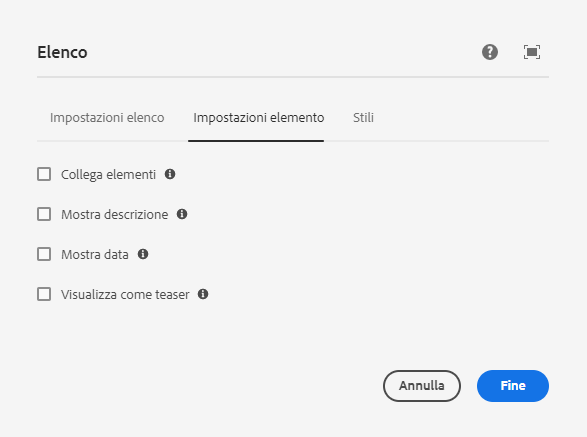 Elenco
Impostazioni elenco Impostazioni elemento Stili
Collega elementi
Mostra descrizione
Mostra data
Visualizza come teaser
Annulla Fine